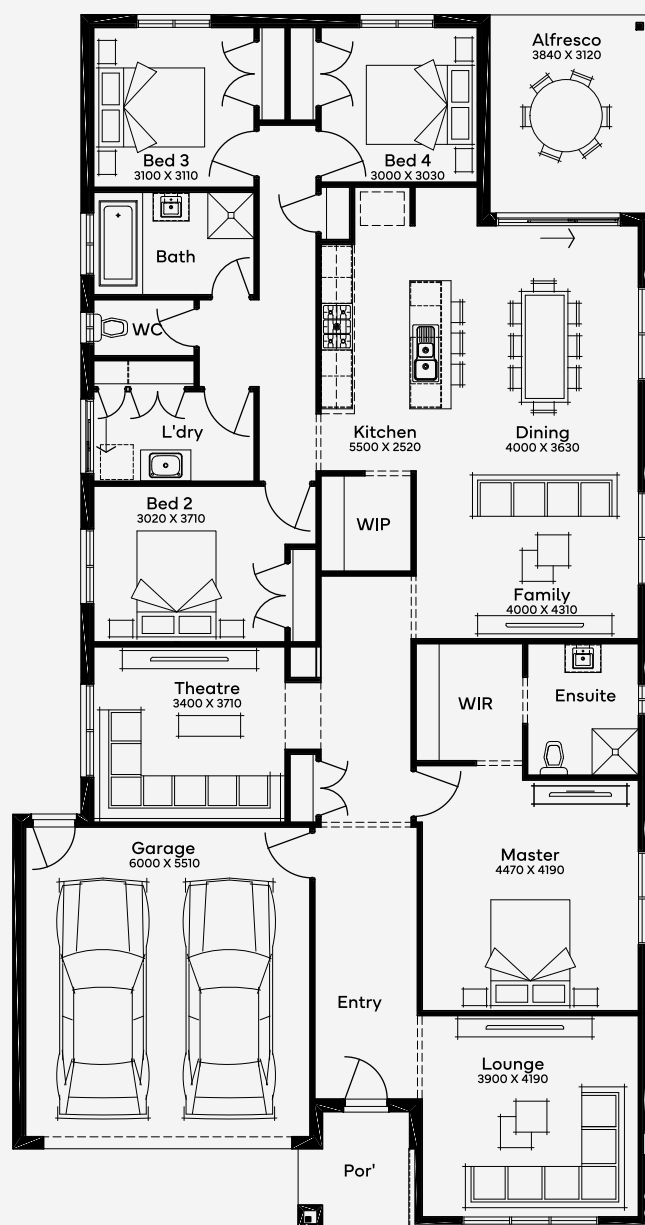 Alfresco
3840 X 3120
Bed 3
3100 X 3110
Bed 4
3000 X 3030
Bath
WC
L'dry
Kitchen
5500 X 2520
Dining
4000 X 3630
Bed 2
3020 X 3710
WIP
Family
4000 X 4310
Theatre
3400 X 3710
WIR
Ensuite
Garage
6000 X 5510
Master
4470 X 4190
Entry
Lounge
3900 X 4190
Por'